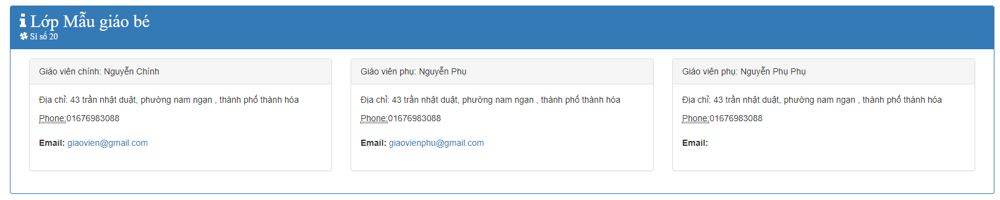 Lớp Mẫu giáo bé
Sỉ số 20
Giáo viên chính: Nguyễn Chính
Địa chỉ: 43 trần nhật duật, phường nam ngạn , thành phố thành hóa
Phone:01676983088
Email: giaovien@gmail.com
Giáo viên phụ: Nguyễn Phụ
Địa chỉ: 43 trần nhật duật, phường nam ngạn , thành phố thành hóa
Phone:01676983088
Email: giaovienphu@gmail.com
Giáo viên phụ: Nguyễn Phụ Phụ
Địa chỉ: 43 trần nhật duật, phường nam ngạn , thành phố thành hóa
Phone:01676983088
Email: